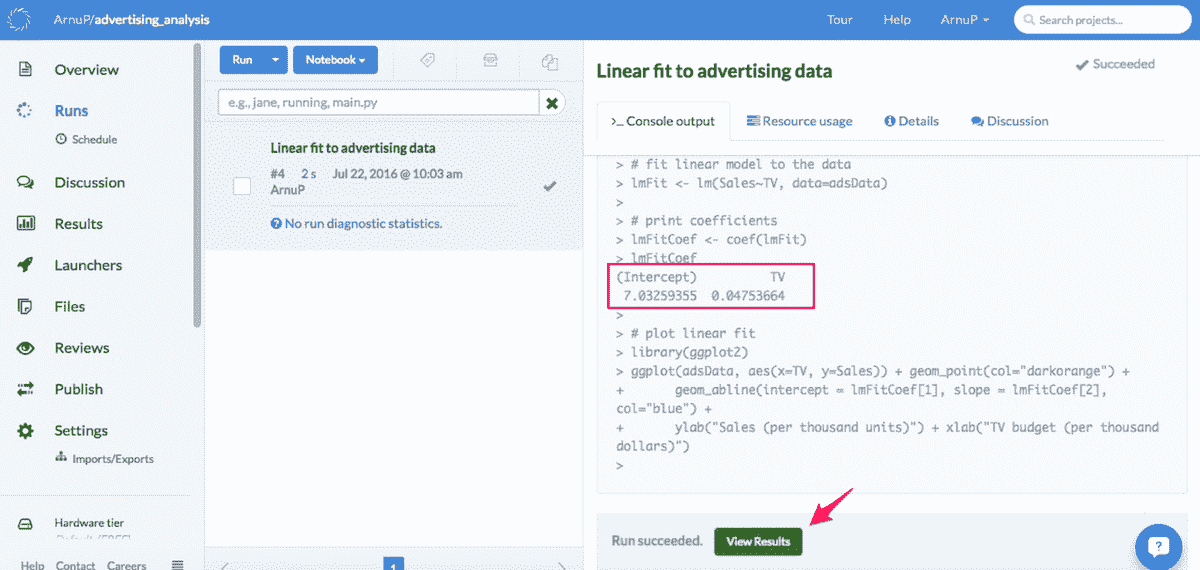 ArnuP/advertising_analysis
Tour Help ArnuP
Search projects...
Overview
Runs
Schedule
Discussion
Results
Launchers
Files
Reviews
Publish
Settings
Imports/Exports
Hardware tier
Default (FREE)
Help Contact Careers
Run
Notebook
e.g., jane, running, main.py
Linear fit to advertising data
#4 2 s Jul 22, 2016 @ 10:03 am
ArnuP
No run diagnostic statistics.
1
Linear fit to advertising data
Succeeded
>_ Console output
Resource usage
Details
Discussion
> # fit linear model to the data
> lmFit <- lm(Sales~TV, data=adsData)
>
> # print coefficients
> lmFitCoef <- coef(lmFit)
> lmFitCoef
(Intercept) TV
7.03259355 0.04753664
>
> # plot linear fit
> library(ggplot2)
> ggplot(adsData, aes(x=TV, y=Sales)) + geom_point(col="darkorange") +
+ geom_abline(intercept = lmFitCoef[1], slope = lmFitCoef[2],
col="blue") +
+ ylab("Sales (per thousand units)") + xlab("TV budget (per thousand
dollars)")
>
Run succeeded.
View Results